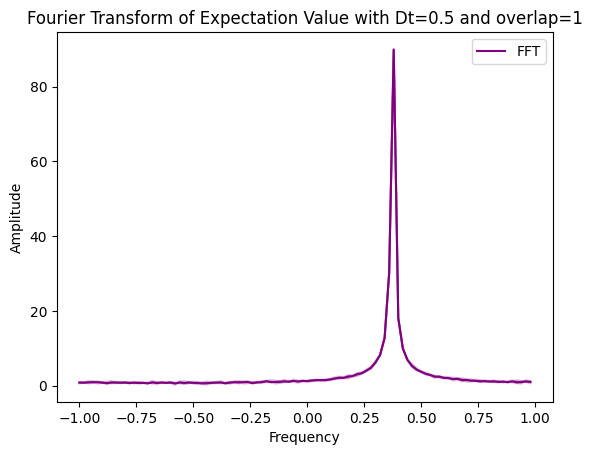 Fourier Transform of Expectation Value with Dt=0.5 and overlap=1
FFT
80
60
40
20
0
Amplitude
−1.00 −0.75 −0.50 −0.25 0.00 0.25 0.50 0.75 1.00
Frequency